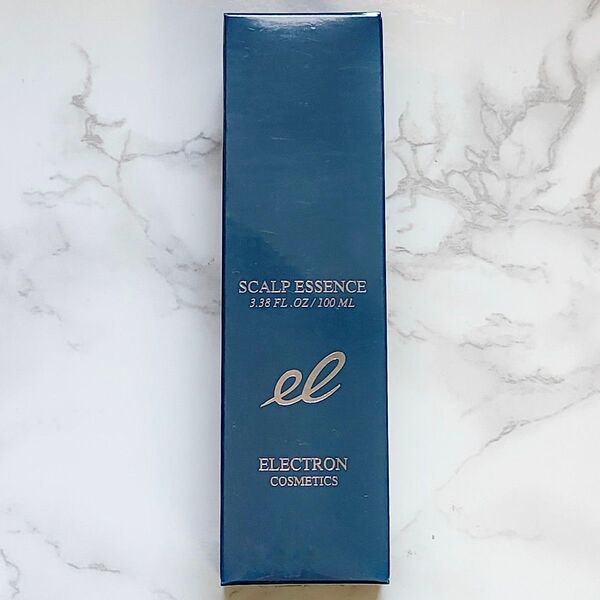 SCALP ESSENCE
3.38 FL .OZ / 100 ML
el
ELECTRON
COSMETICS